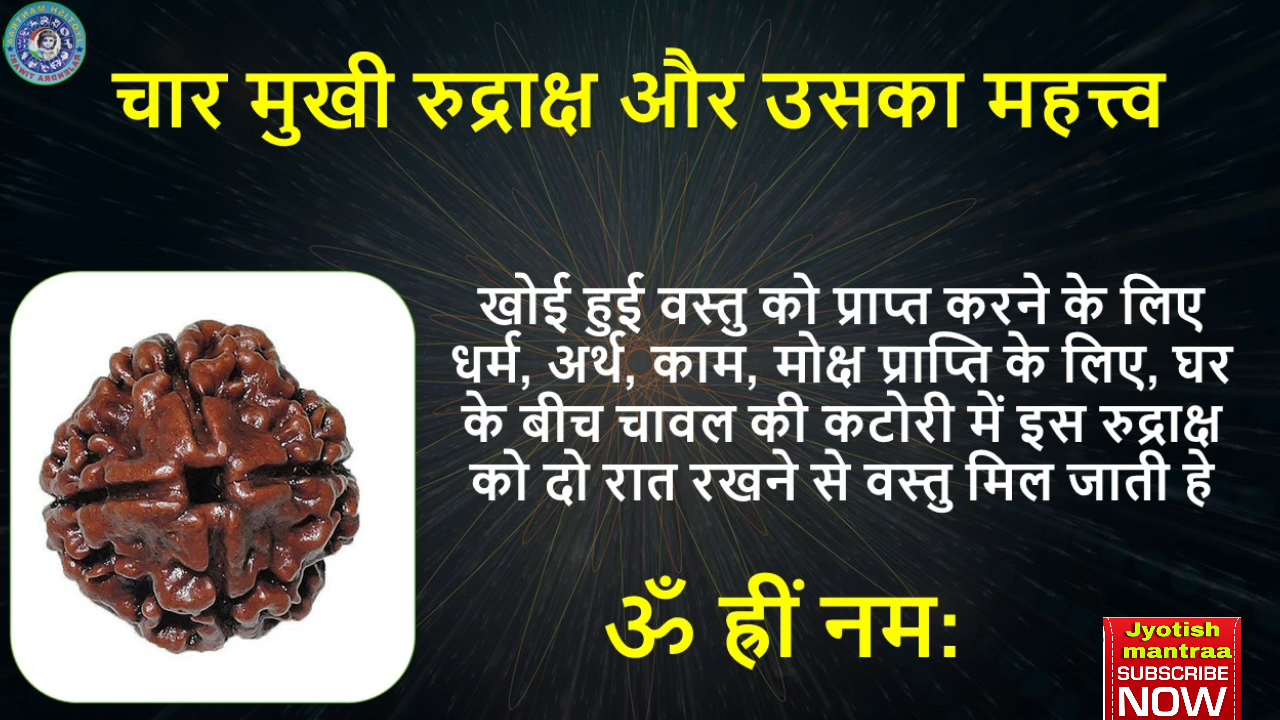 चार मुखी रुद्राक्ष और उसका महत्त्व
खोई हुई वस्तु को प्राप्त करने के लिए
धर्म, अर्थ, काम, मोक्ष प्राप्ति के लिए, घर
के बीच चावल की कटोरी में इस रुद्राक्ष
को दो रात रखने से वस्तु मिल जाती हे
ॐ ह्रीं नम:
Jyotish
mantraa
SUBSCRIBE
NOW